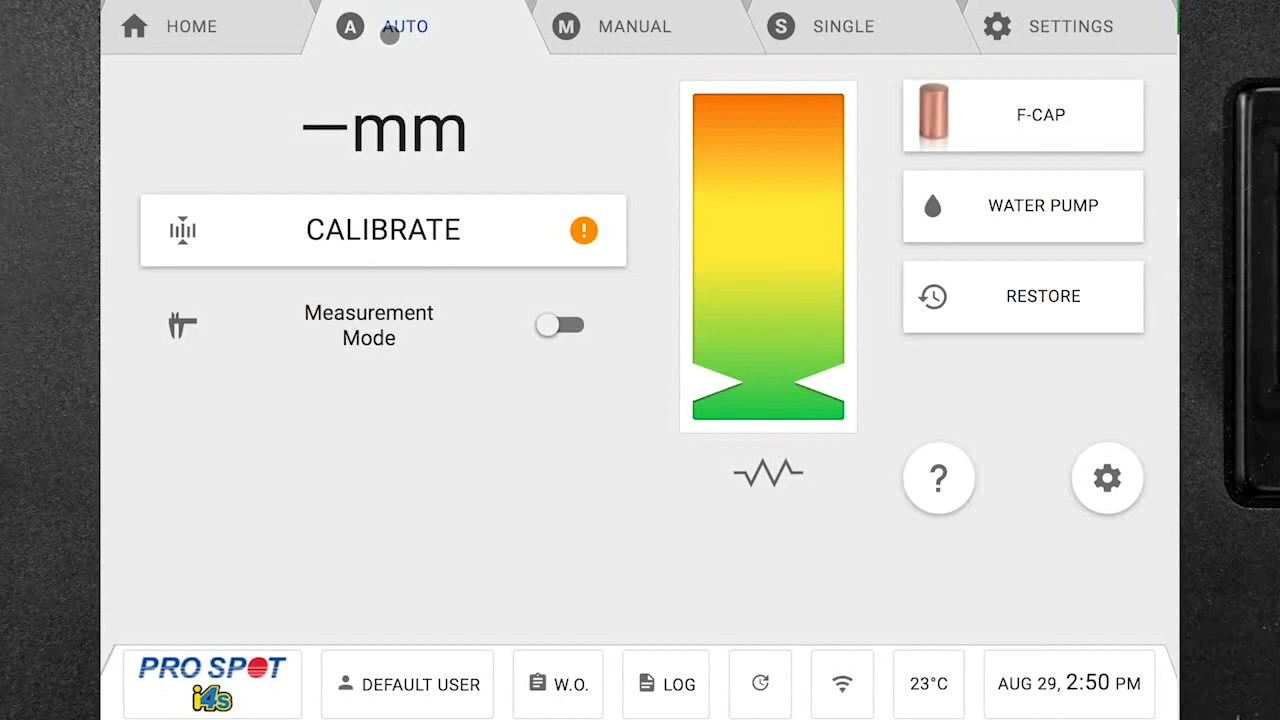 HOME
A AUTO
M MANUAL
S SINGLE
SETTINGS
—mm
CALIBRATE !
Measurement
Mode
F-CAP
WATER PUMP
RESTORE
?
PRO SPOT
i4s
DEFAULT USER
W.O.
LOG
23°C
AUG 29, 2:50 PM